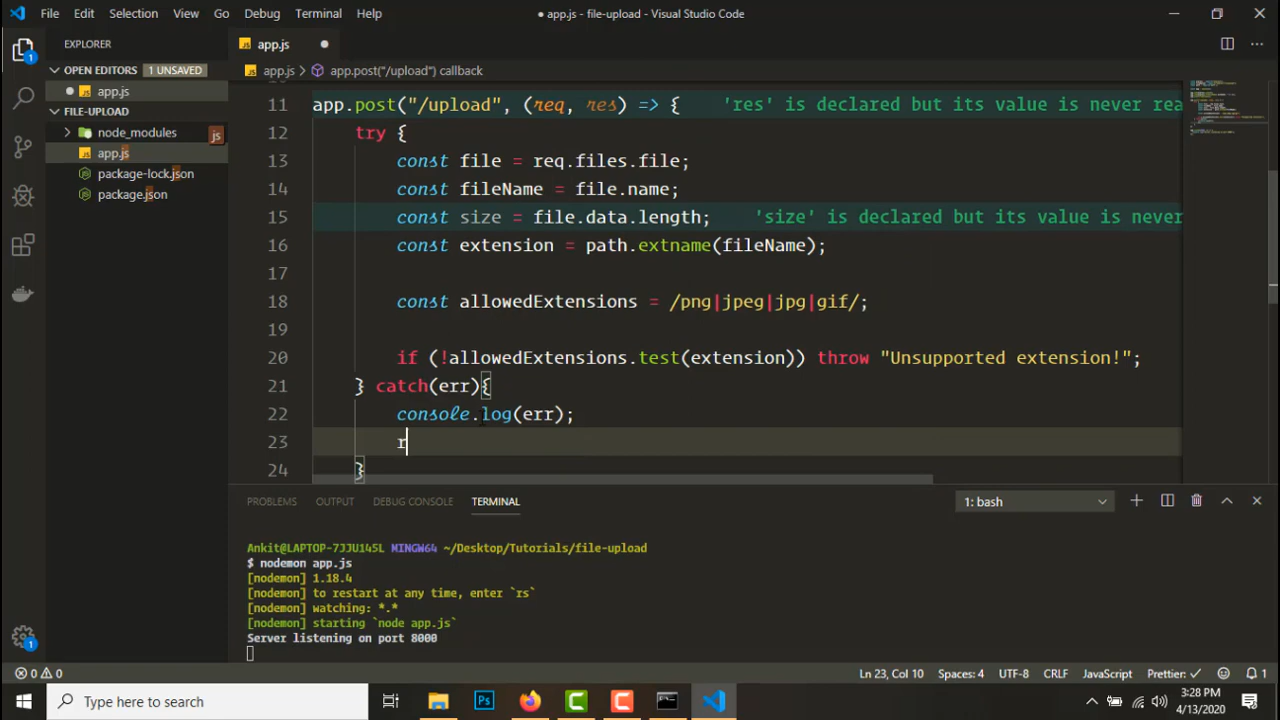 File Edit Selection View Go Debug Terminal Help
● app.js - file-upload - Visual Studio Code
EXPLORER
OPEN EDITORS 1 UNSAVED
app.js
FILE-UPLOAD
node_modules
js
app.js
package-lock.json
package.json
app.js
app.js > app.post("/upload") callback
11 app.post("/upload", (req, res) => { 'res' is declared but its value is never rea
12 try {
13 const file = req.files.file;
14 const fileName = file.name;
15 const size = file.data.length; 'size' is declared but its value is never
16 const extension = path.extname(fileName);
17
18 const allowedExtensions = /png|jpeg|jpg|gif/;
19
20 if (!allowedExtensions.test(extension)) throw "Unsupported extension!";
21 } catch(err){
22 console.log(err);
23 r
24 }
PROBLEMS OUTPUT DEBUG CONSOLE TERMINAL 1: bash
Ankit@LAPTOP-7JJU145L MINGW64 ~/Desktop/Tutorials/file-upload
$ nodemon app.js
[nodemon] 1.18.4
[nodemon] to restart at any time, enter `rs`
[nodemon] watching: *.*
[nodemon] starting `node app.js`
Server listening on port 8000
0 0 Ln 23, Col 10 Spaces: 4 UTF-8 CRLF JavaScript Prettier: ✓ 1
Type here to search
Ps
3:28 PM
4/13/2020